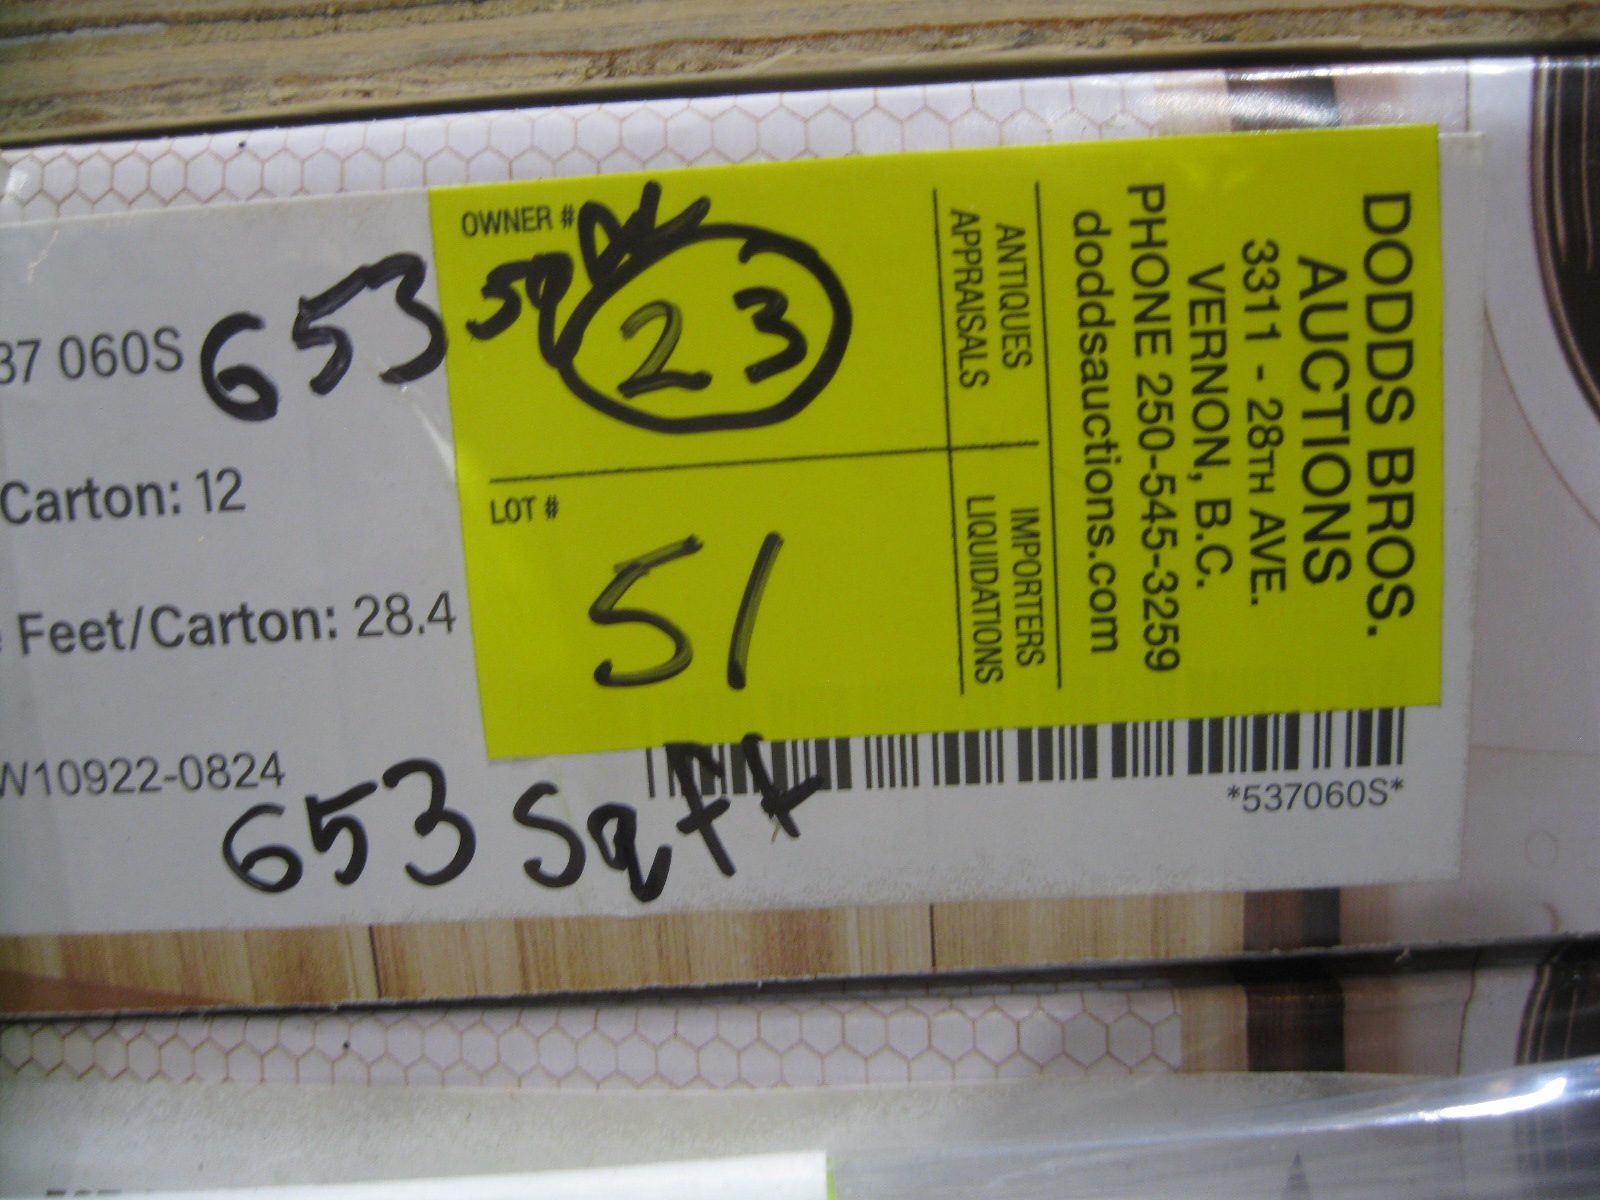 37 060S
653 sq
Carton: 12
Feet/Carton: 28.4
W10922-0824
653 Sq ft
*537060S*
OWNER #
23
LOT #
51
ANTIQUES
APPRAISALS
IMPORTERS
LIQUIDATIONS
DODDS BROS.
AUCTIONS
3311 - 28TH AVE.
VERNON, B.C.
PHONE 250-545-3259
doddsauctions.com